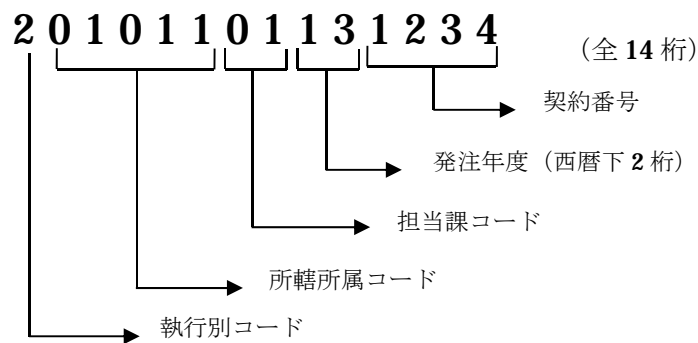 2 0 1 0 1 1 0 1 1 3 1 2 3 4 (全 14 桁)
契約番号
発注年度（西暦下 2 桁）
担当課コード
所轄所属コード
執行別コード